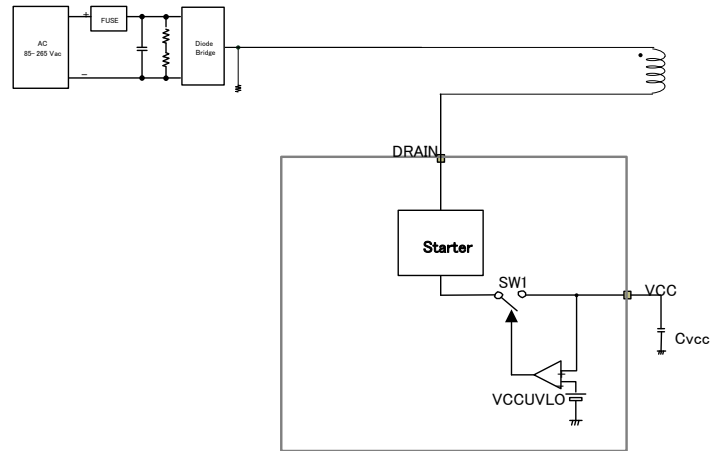 FUSE
AC
85-265 Vac
Diode
Bridge
DRAIN
Starter
SW1
VCC
Cvcc
VCCUVLO